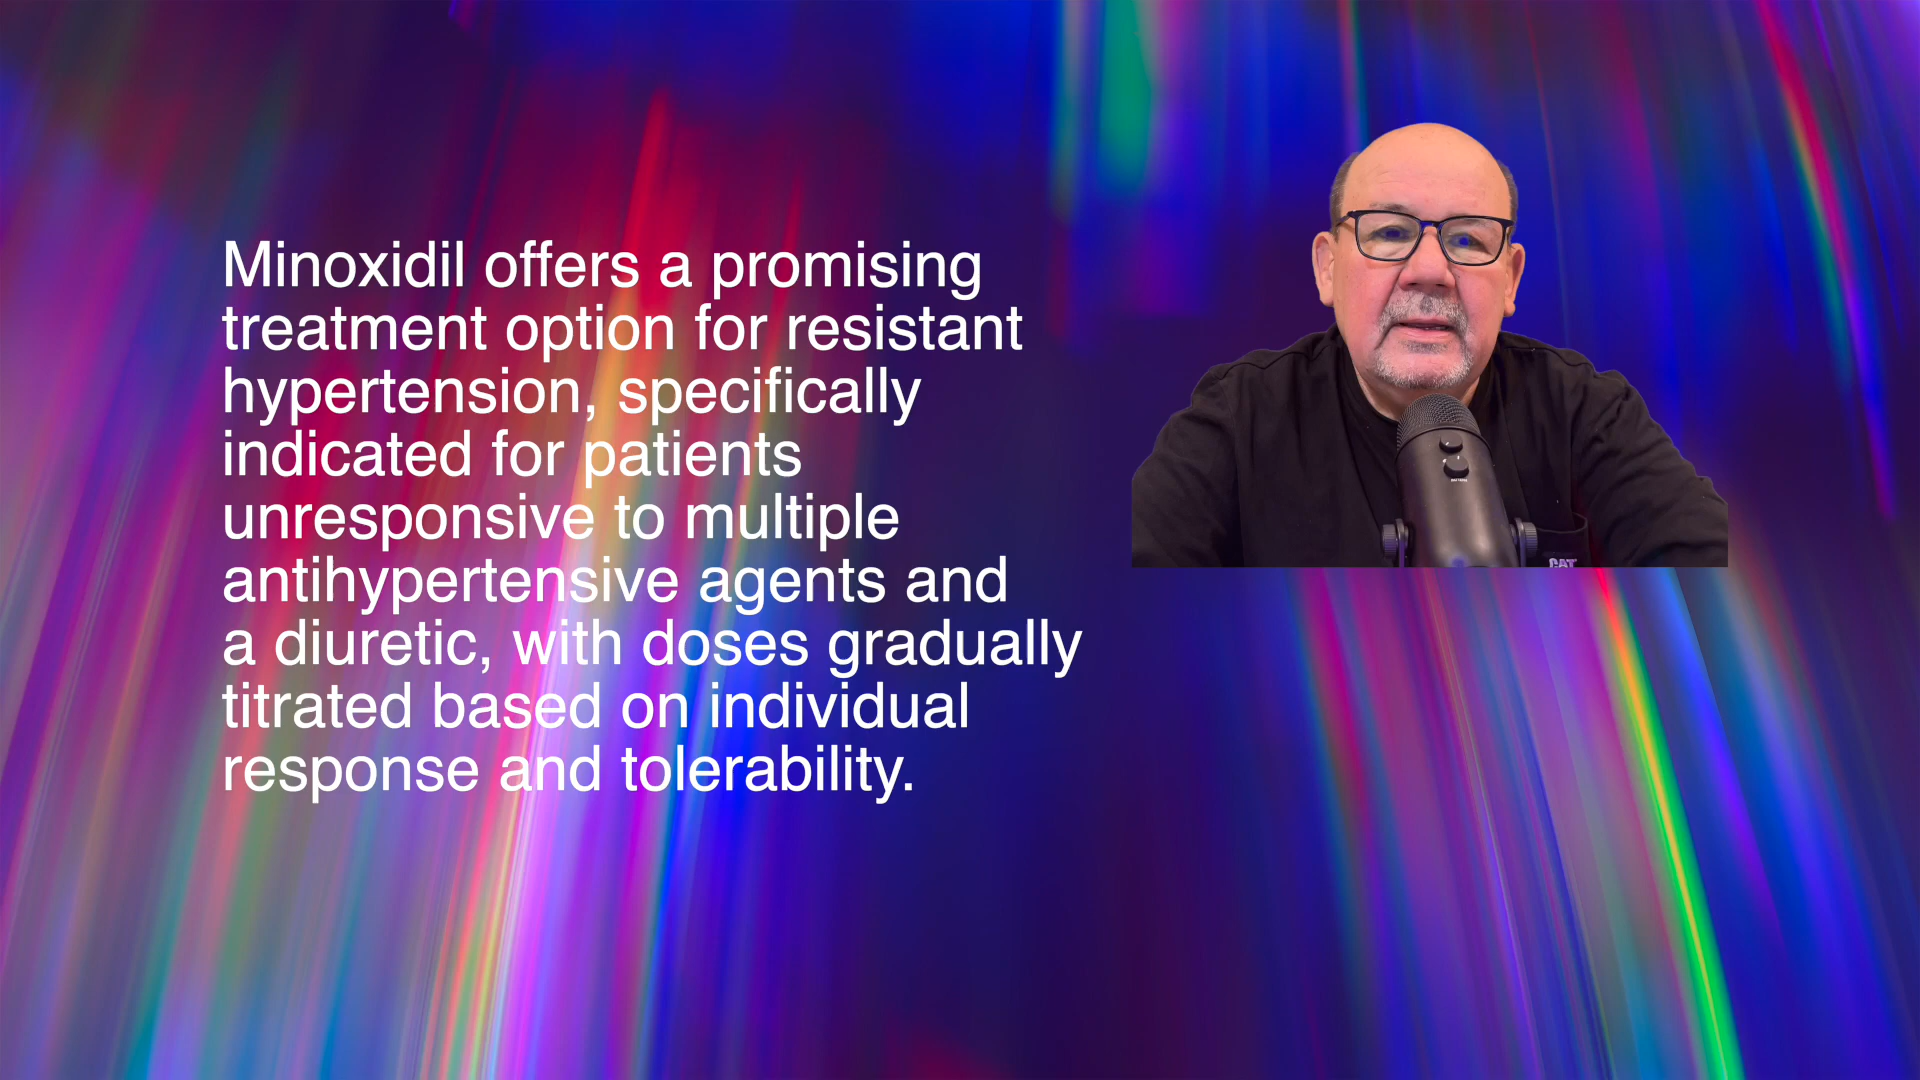 Minoxidil offers a promising
treatment option for resistant
hypertension, specifically
indicated for patients
unresponsive to multiple
antihypertensive agents and
a diuretic, with doses gradually
titrated based on individual
response and tolerability.
CAT